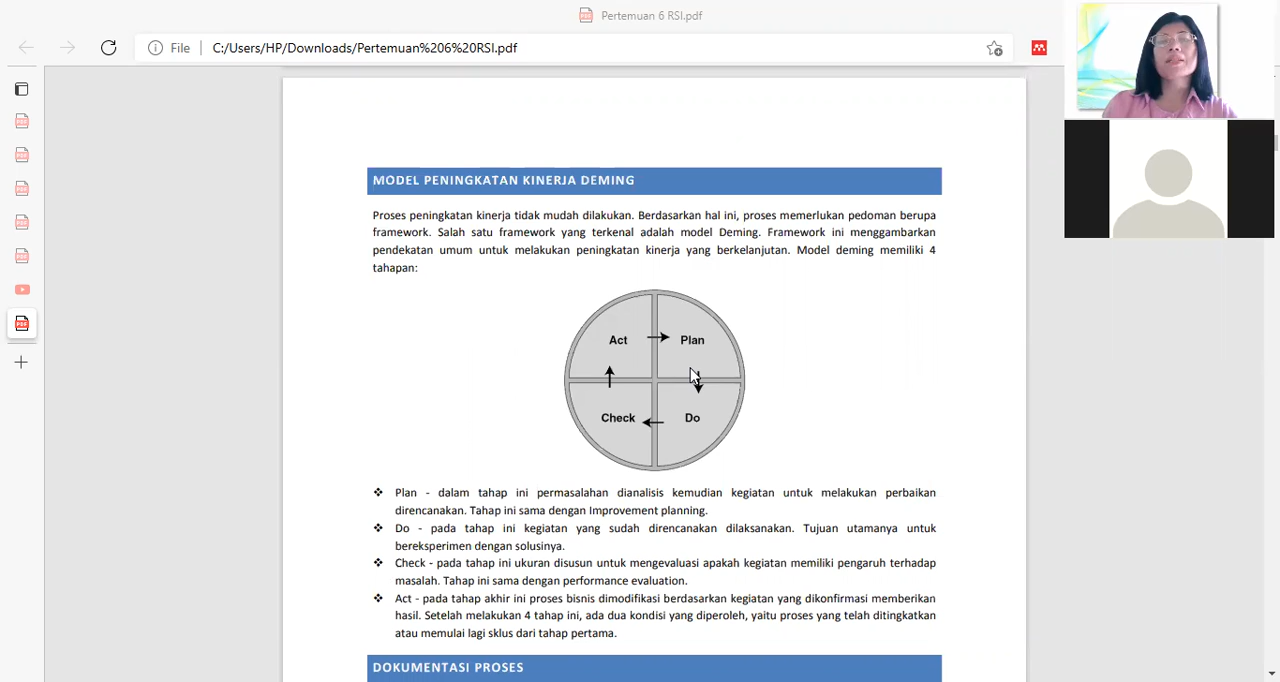 Pertemuan 6 RSI.pdf
File
C:/Users/HP/Downloads/Pertemuan%206%20RSI.pdf
MODEL PENINGKATAN KINERJA DEMING
Proses peningkatan kinerja tidak mudah dilakukan. Berdasarkan hal ini, proses memerlukan pedoman berupa
framework. Salah satu framework yang terkenal adalah model Deming. Framework ini menggambarkan
pendekatan umum untuk melakukan peningkatan kinerja yang berkelanjutan. Model deming memiliki 4
tahapan:
Act
Plan
Check
Do
❖ Plan - dalam tahap ini permasalahan dianalisis kemudian kegiatan untuk melakukan perbaikan
direncanakan. Tahap ini sama dengan Improvement planning.
❖ Do - pada tahap ini kegiatan yang sudah direncanakan dilaksanakan. Tujuan utamanya untuk
bereksperimen dengan solusinya.
❖ Check - pada tahap ini ukuran disusun untuk mengevaluasi apakah kegiatan memiliki pengaruh terhadap
masalah. Tahap ini sama dengan performance evaluation.
❖ Act - pada tahap akhir ini proses bisnis dimodifikasi berdasarkan kegiatan yang dikonfirmasi memberikan
hasil. Setelah melakukan 4 tahap ini, ada dua kondisi yang diperoleh, yaitu proses yang telah ditingkatkan
atau memulai lagi sklus dari tahap pertama.
DOKUMENTASI PROSES